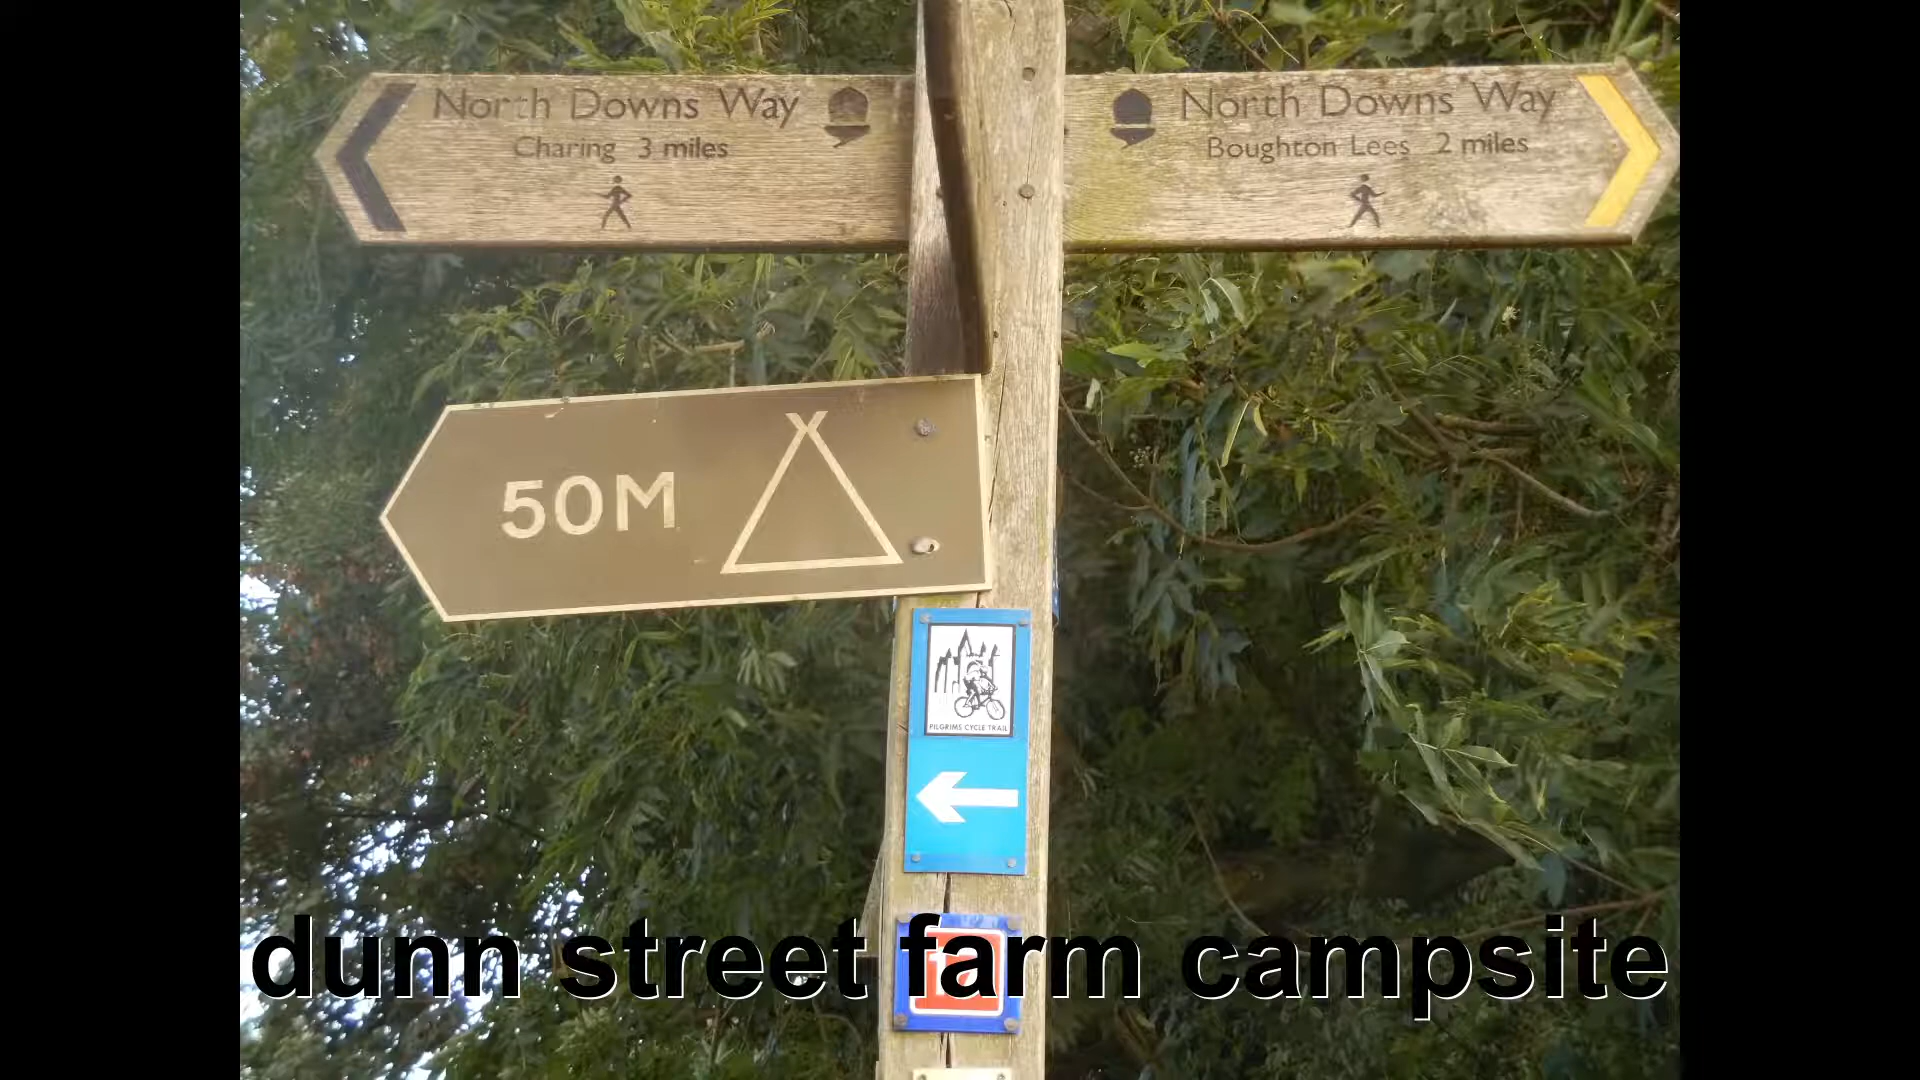 North Downs Way
Charing 3 miles
North Downs Way
Boughton Lees 2 miles
50M
PILGRIMS CYCLE TRAIL
dunn street farm campsite